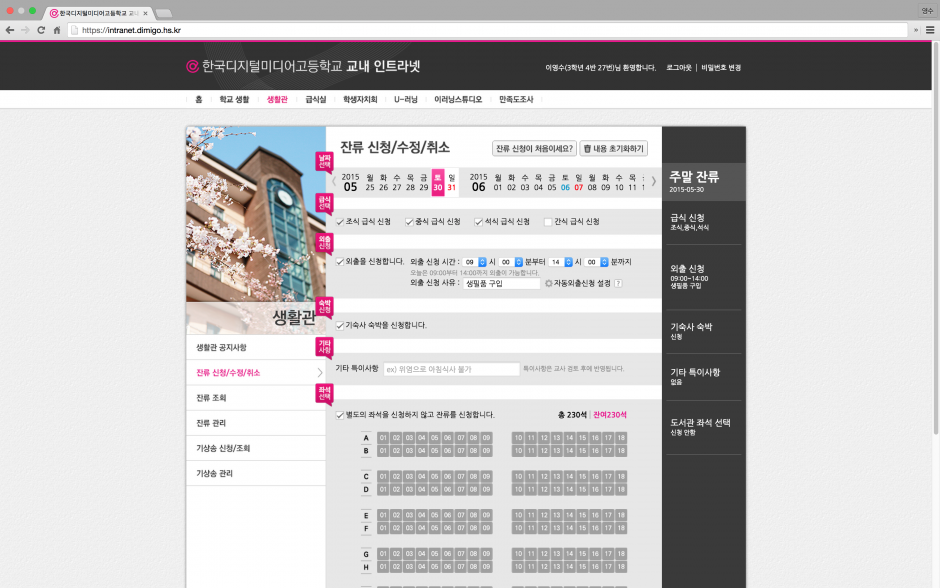 한국디지털미디어고등학교 교내
영수
https://intranet.dimigo.hs.kr
한국디지털미디어고등학교 교내 인트라넷
이영수(3학년 4반 27번)님 환영합니다. 로그아웃 | 비밀번호 변경
홈 학교 생활 생활관 급식실 학생자치회 U-러닝 이러닝스튜디오 만족도조사
생활관
생활관 공지사항
잔류 신청/수정/취소
잔류 조회
잔류 관리
기상송 신청/조회
기상송 관리
잔류 신청/수정/취소
잔류 신청이 처음이세요? 내용 초기화하기
날짜 선택
2015 월 화 수 목 금 토 일 2015 월 화 수 목 금 토 일 월 화 수 목
05 25 26 27 28 29 30 31 06 01 02 03 04 05 06 07 08 09 10 11
급식 선택
조식 급식 신청 중식 급식 신청 석식 급식 신청 간식 급식 신청
외출 신청
외출을 신청합니다. 외출 신청 시간 : 09 시 00 분부터 14 시 00 분까지
오늘은 09:00부터 14:00까지 외출이 가능합니다.
외출 신청 사유 : 생필품 구입 자동외출신청 설정 ?
숙박 신청
기숙사 숙박을 신청합니다.
기타 사항
기타 특이사항 ex) 위염으로 아침식사 불가 특이사항은 교사 검토 후에 반영됩니다.
좌석 선택
별도의 좌석을 신청하지 않고 잔류를 신청합니다. 총 230석 | 잔여230석
A 01 02 03 04 05 06 07 08 09 10 11 12 13 14 15 16 17 18
B 01 02 03 04 05 06 07 08 09 10 11 12 13 14 15 16 17 18
C 01 02 03 04 05 06 07 08 09 10 11 12 13 14 15 16 17 18
D 01 02 03 04 05 06 07 08 09 10 11 12 13 14 15 16 17 18
E 01 02 03 04 05 06 07 08 09 10 11 12 13 14 15 16 17 18
F 01 02 03 04 05 06 07 08 09 10 11 12 13 14 15 16 17 18
G 01 02 03 04 05 06 07 08 09 10 11 12 13 14 15 16 17 18
H 01 02 03 04 05 06 07 08 09 10 11 12 13 14 15 16 17 18
주말 잔류
2015-05-30
급식 신청
조식,중식,석식
외출 신청
09:00~14:00
생필품 구입
기숙사 숙박
신청
기타 특이사항
없음
도서관 좌석 선택
신청 안함